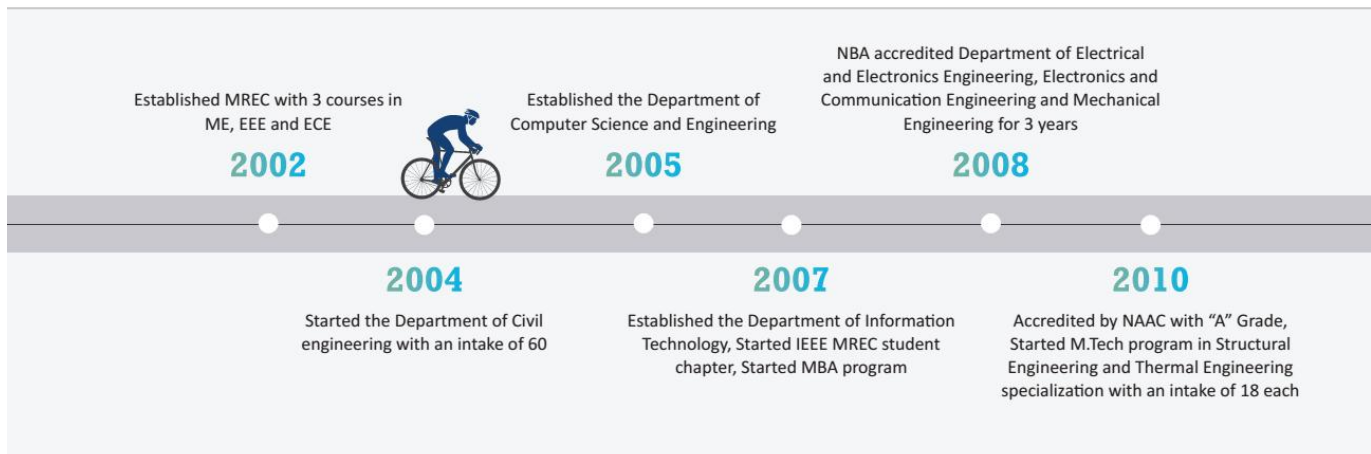 Established MREC with 3 courses in
ME, EEE and ECE
2002
2004
Started the Department of Civil
engineering with an intake of 60
Established the Department of
Computer Science and Engineering
2005
2007
Established the Department of Information
Technology, Started IEEE MREC student
chapter, Started MBA program
NBA accredited Department of Electrical
and Electronics Engineering, Electronics and
Communication Engineering and Mechanical
Engineering for 3 years
2008
2010
Accredited by NAAC with “A” Grade,
Started M.Tech program in Structural
Engineering and Thermal Engineering
specialization with an intake of 18 each